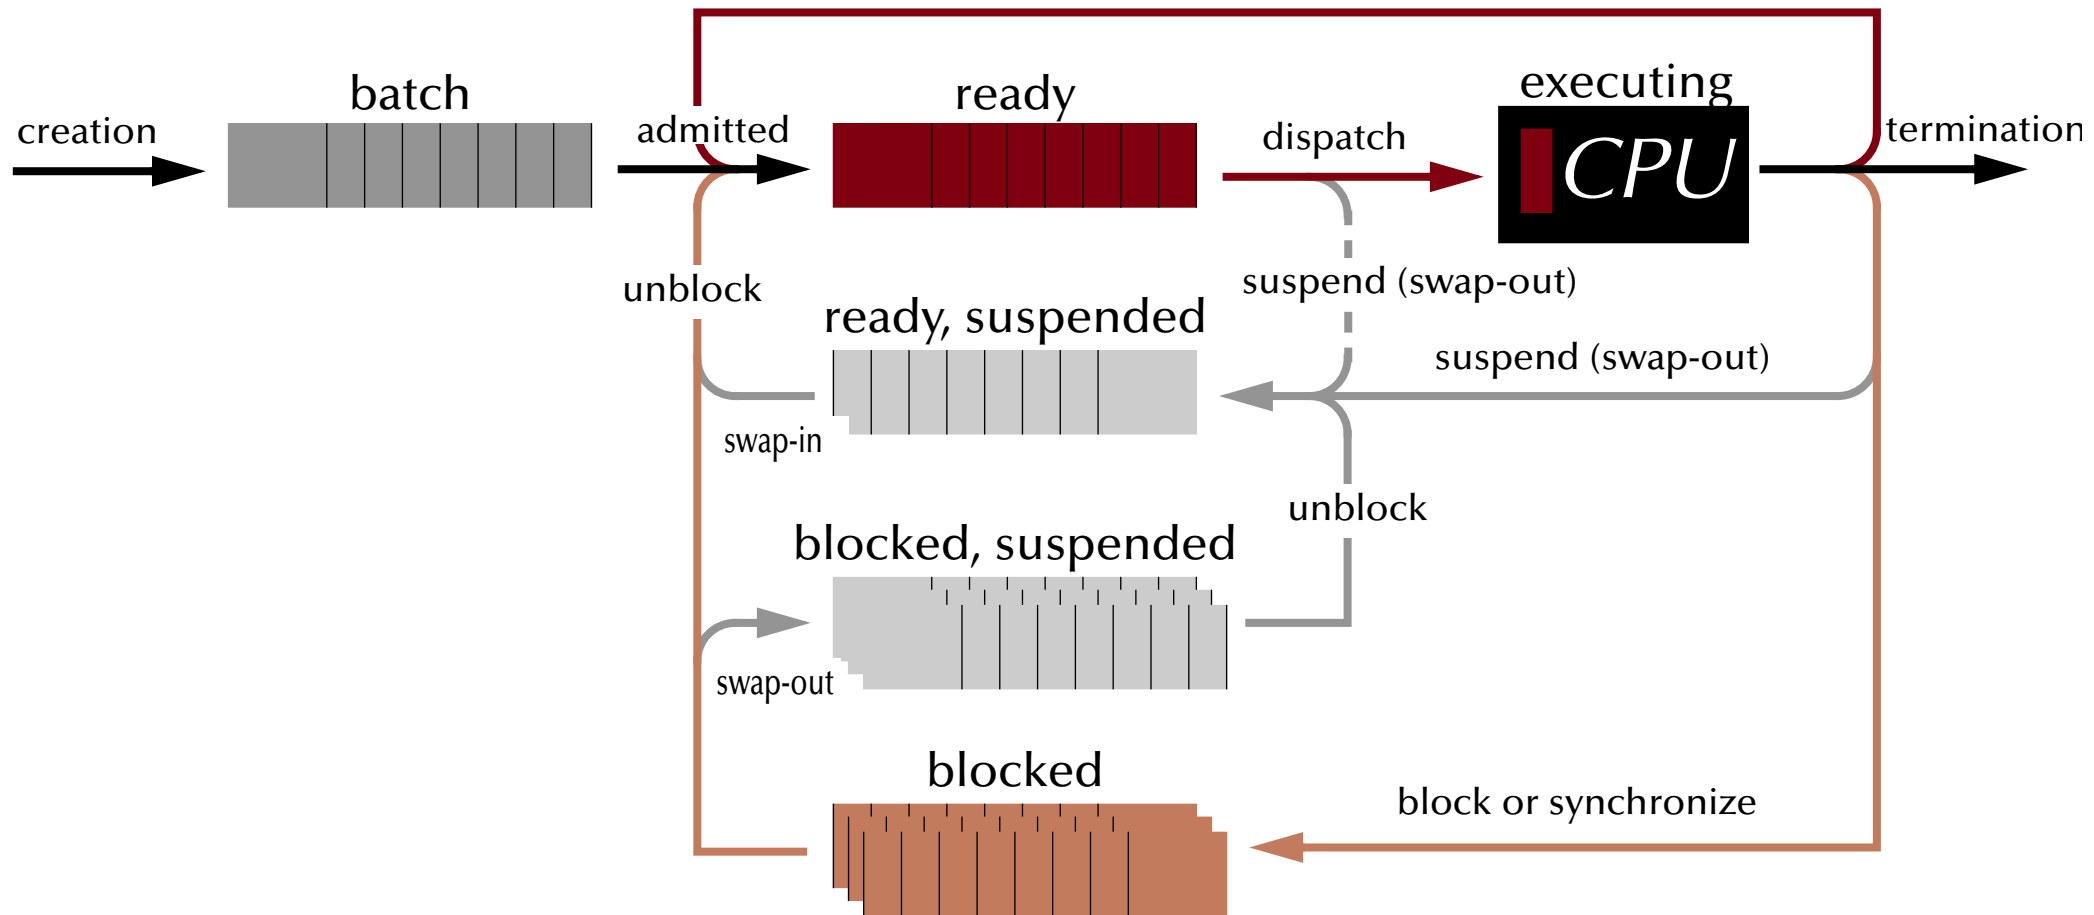 executing
batch
ready
creation
admitted
dispatch
CPU
termination
unblock
suspend (swap-out)
ready, suspended
suspend (swap-out)
swap-in
unblock
blocked, suspended
swap-out
blocked
block or synchronize